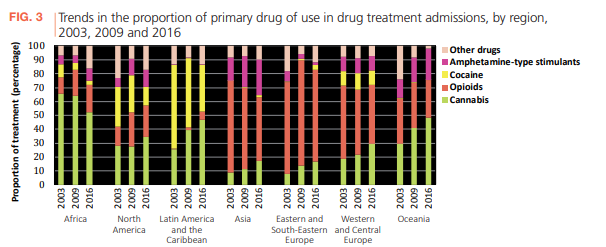 FIG. 3 Trends in the proportion of primary drug of use in drug treatment admissions, by region,
2003, 2009 and 2016
Proportion of treatment (percentage)
100
90
80
70
60
50
40
30
20
10
0
2003 2009 2016 2003 2009 2016 2003 2009 2016 2003 2009 2016 2003 2009 2016 2003 2009 2016 2003 2009 2016
Africa
North
America
Latin America
and the
Caribbean
Asia
Eastern and
South-Eastern
Europe
Western
and Central
Europe
Oceania
Other drugs
Amphetamine-type stimulants
Cocaine
Opioids
Cannabis